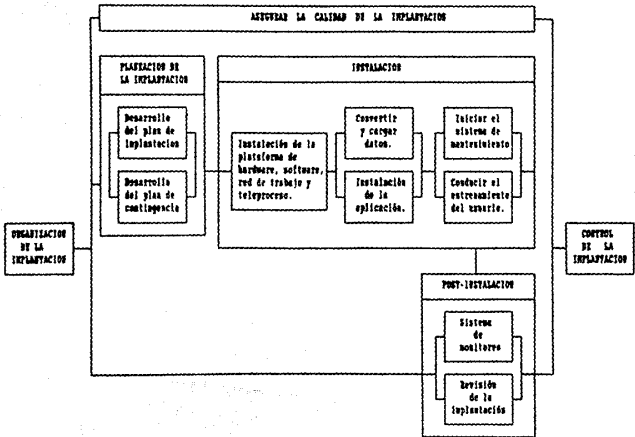 ASEGURAR LA CALIDAD DE LA IMPLANTACION
PLANEACION DE
LA IMPLANTACION
Desarrollo
del plan de
implantacion
Desarrollo
del plan de
contingencia
INSTALACION
Instalación de la
plataforma de
hardware, software,
red de trabajo y
teleproceso.
Convertir
y cargar
datos.
Instalación
de la
aplicación.
Iniciar el
sistema de
mantenimiento
Conducir el
entrenamiento
del usuario.
ORGANIZACION
DE LA
IMPLANTACION
CONTROL
DE LA
IMPLANTACION
POST-INSTALACION
Sistema
de
monitoreo
Revisión
de la
implantación